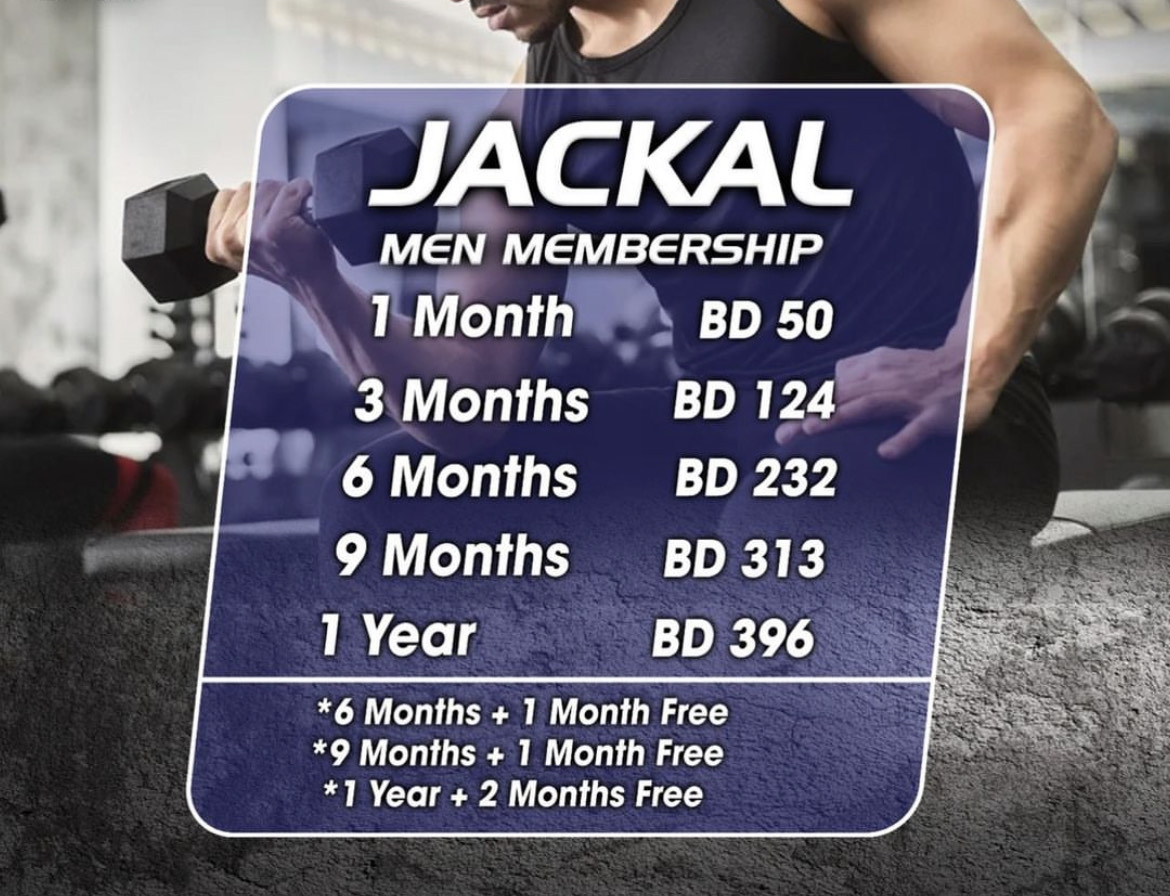 JACKAL
MEN MEMBERSHIP
1 Month BD 50
3 Months BD 124
6 Months BD 232
9 Months BD 313
1 Year BD 396
*6 Months + 1 Month Free
*9 Months + 1 Month Free
*1 Year + 2 Months Free